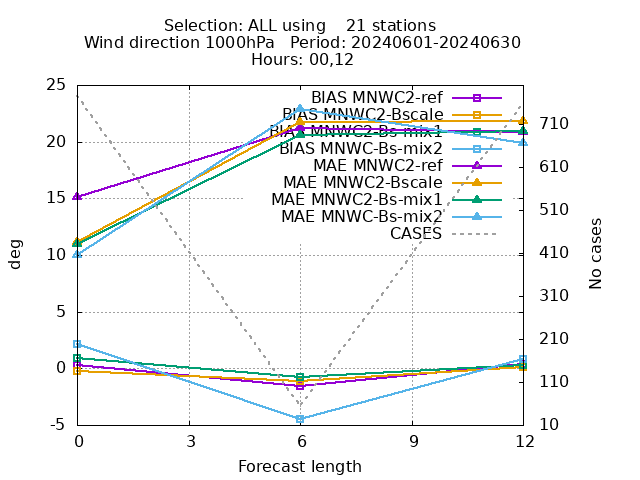 Selection: ALL using    21 stations
Wind direction 1000hPa   Period: 20240601-20240630
Hours: 00,12
25
20
15
10
5
0
-5
deg
BIAS MNWC2-ref
BIAS MNWC2-Bscale
BIAS MNWC2-Bs-mix1
BIAS MNWC-Bs-mix2
MAE MNWC2-ref
MAE MNWC2-Bscale
MAE MNWC2-Bs-mix1
MAE MNWC-Bs-mix2
CASES
710
610
510
410
310
210
110
10
No cases
0
3
6
9
12
Forecast length